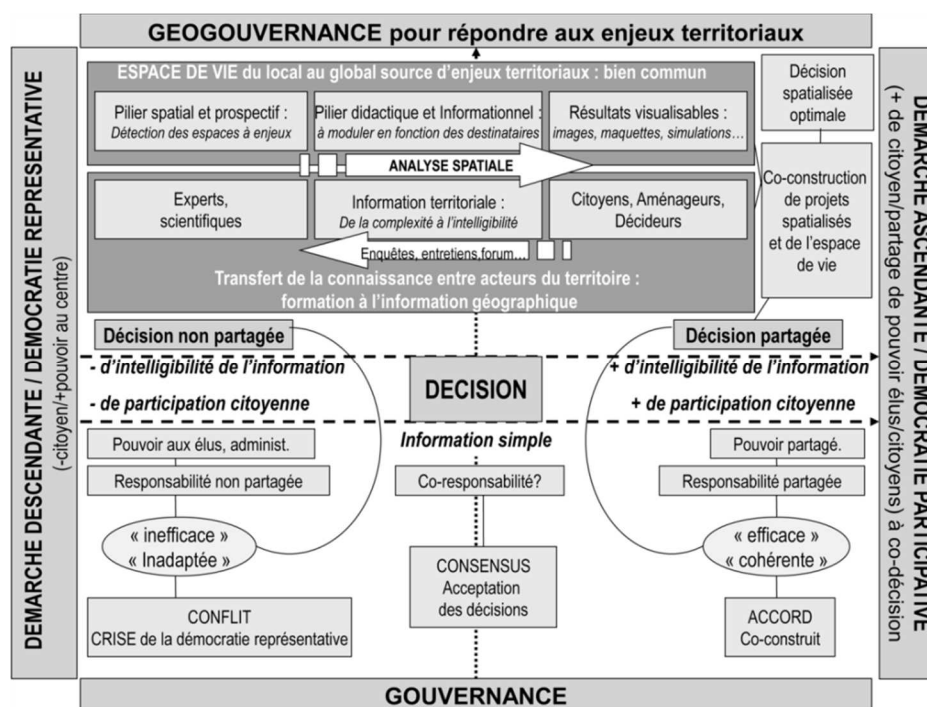 GEOGOUVERNANCE pour répondre aux enjeux territoriaux
DEMARCHE DESCENDANTE / DEMOCRATIE REPRESENTATIVE
(-citoyen/+pouvoir au centre)
ESPACE DE VIE du local au global source d'enjeux territoriaux : bien commun
Pilier spatial et prospectif :
Détection des espaces à enjeux
Pilier didactique et Informationnel :
à moduler en fonction des destinataires
Résultats visualisables :
images, maquettes, simulations…
ANALYSE SPATIALE
Experts,
scientifiques
Information territoriale :
De la complexité à l'intelligibilité
Citoyens, Aménageurs,
Décideurs
Enquêtes, entretiens,forum…
Transfert de la connaissance entre acteurs du territoire :
formation à l'information géographique
Décision
spatialisée
optimale
Co-construction
de projets
spatialisés
et de l'espace
de vie
Décision non partagée
Décision partagée
- d'intelligibilité de l'information
+ d'intelligibilité de l'information
DECISION
- de participation citoyenne
+ de participation citoyenne
Information simple
Pouvoir aux élus, administ.
Responsabilité non partagée
« inefficace »
« Inadaptée »
CONFLIT
CRISE de la démocratie représentative
Co-responsabilité?
CONSENSUS
Acceptation
des décisions
Pouvoir partagé.
Responsabilité partagée
« efficace »
« cohérente »
ACCORD
Co-construit
DEMARCHE ASCENDANTE / DEMOCRATIE PARTICIPATIVE
(+ de citoyen/partage de pouvoir élus/citoyens) à co-décision
GOUVERNANCE